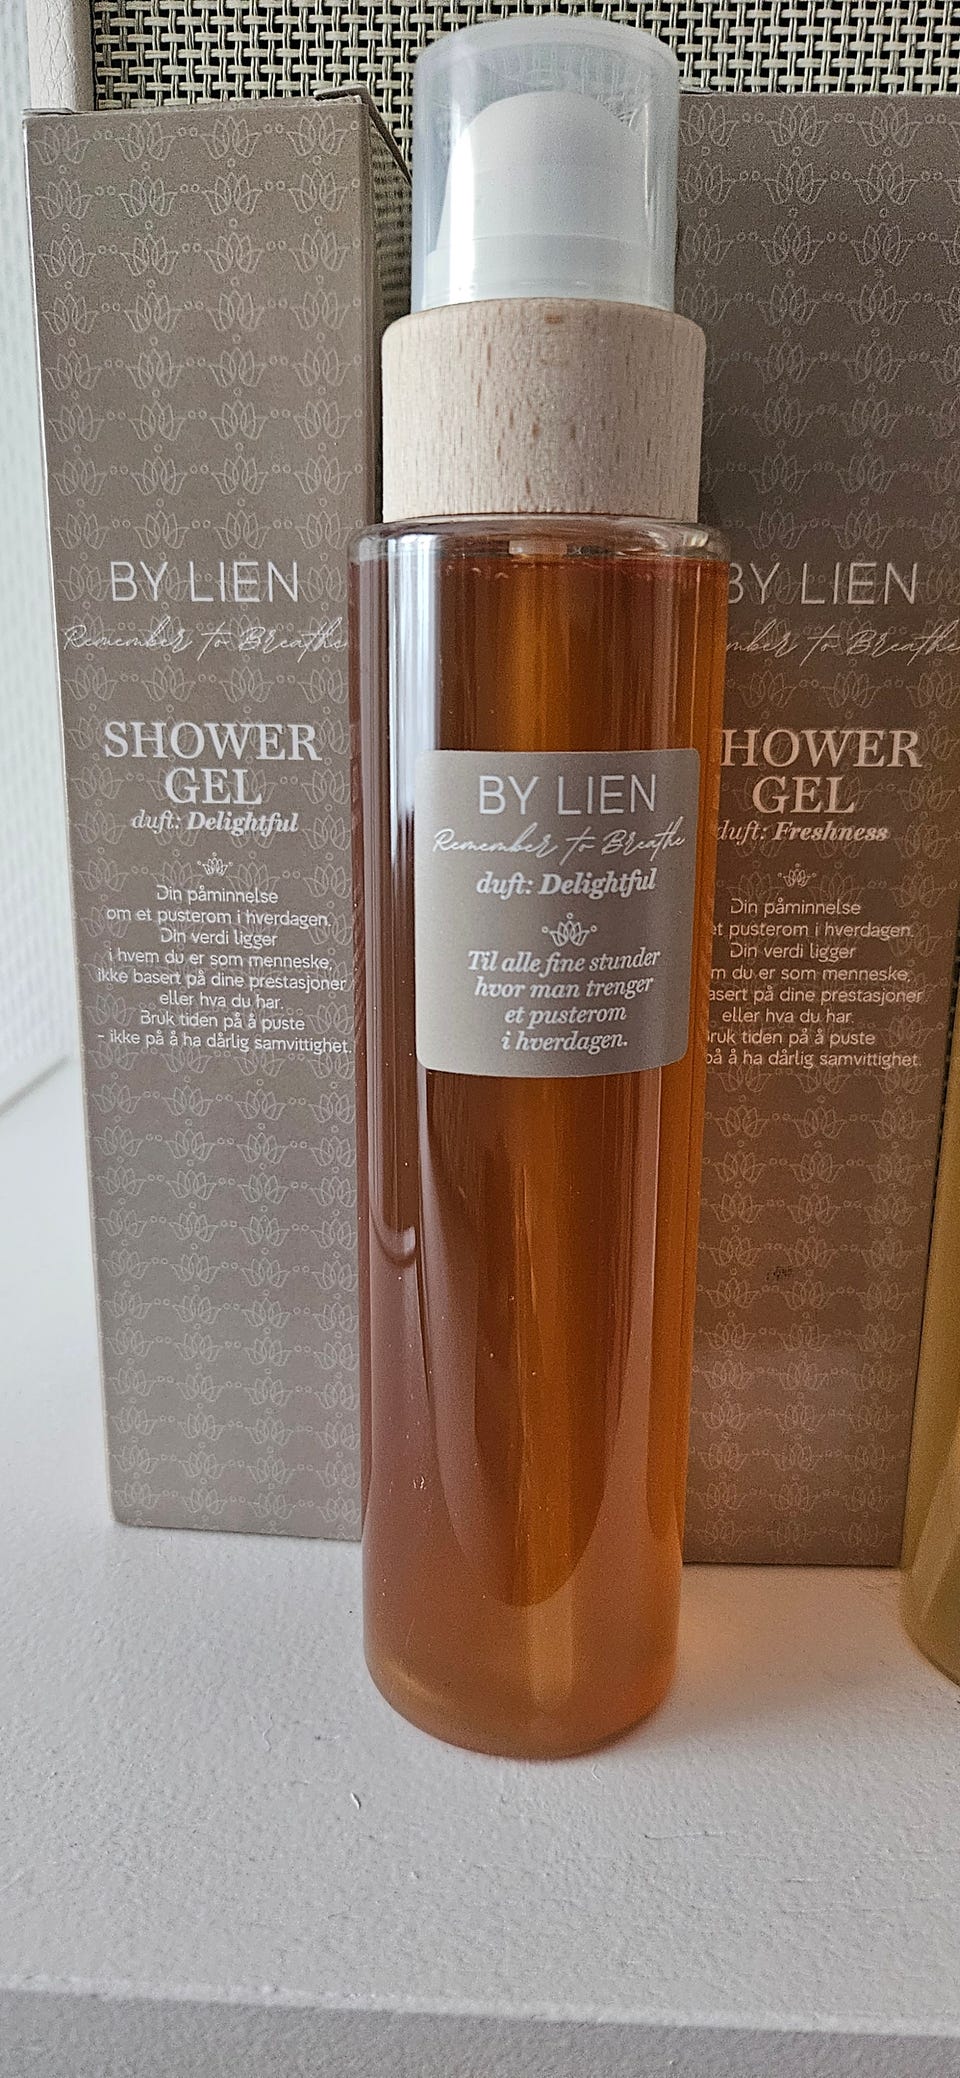 BY LIEN
Remember to Breathe
SHOWER
GEL
duft: Delightful
Din påminnelse
om et pusterom i hverdagen.
Din verdi ligger
i hvem du er som menneske,
ikke basert på dine prestasjoner
eller hva du har.
Bruk tiden på å puste
- ikke på å ha dårlig samvittighet.
BY LIEN
Remember to Breathe
duft: Delightful
Til alle fine stunder
hvor man trenger
et pusterom
i hverdagen.
BY LIEN
mber to Breathe
HOWER
GEL
duft: Freshness
Din påminnelse
et pusterom i hverdagen.
Din verdi ligger
m du er som menneske,
asert på dine prestasjoner
eller hva du har.
ruk tiden på å puste
på å ha dårlig samvittighet.